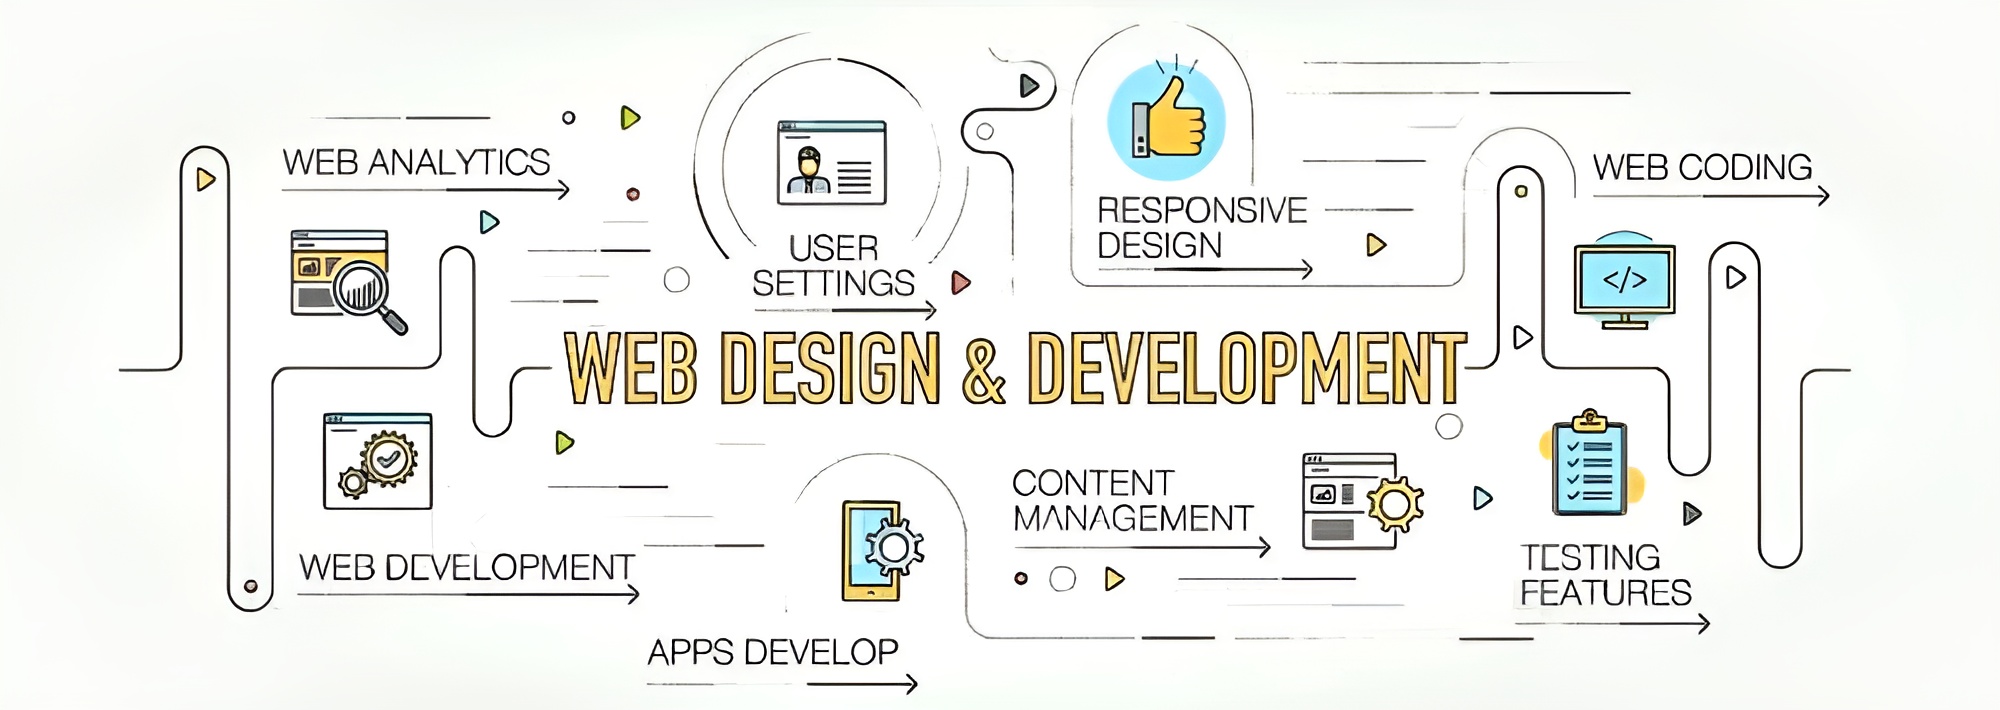 WEB ANALYTICS
USER
SETTINGS
RESPONSIVE
DESIGN
WEB CODING
</>
WEB DESIGN & DEVELOPMENT
WEB DEVELOPMENT
APPS DEVELOP
CONTENT
MANAGEMENT
TESTING
FEATURES